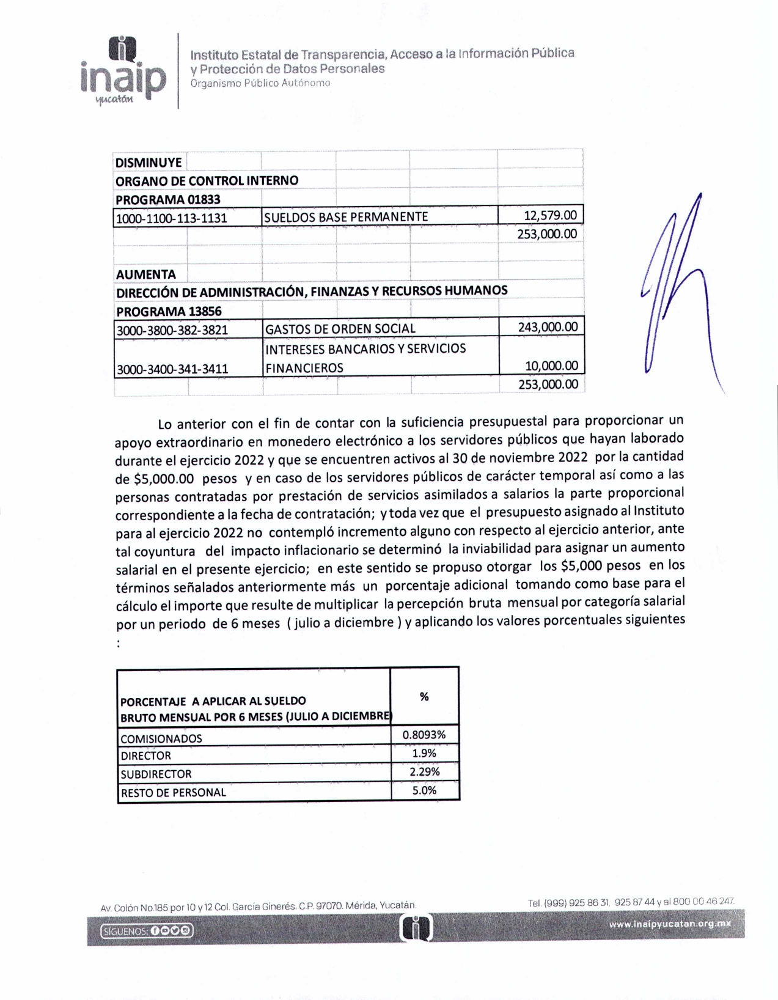 inaip
yucatán
Instituto Estatal de Transparencia, Acceso a la Información Pública
y Protección de Datos Personales
Organismo Público Autónomo
DISMINUYE
ORGANO DE CONTROL INTERNO
PROGRAMA 01833
1000-1100-113-1131 SUELDOS BASE PERMANENTE 12,579.00
253,000.00
AUMENTA
DIRECCIÓN DE ADMINISTRACIÓN, FINANZAS Y RECURSOS HUMANOS
PROGRAMA 13856
3000-3800-382-3821 GASTOS DE ORDEN SOCIAL 243,000.00
INTERESES BANCARIOS Y SERVICIOS
3000-3400-341-3411 FINANCIEROS 10,000.00
253,000.00
Lo anterior con el fin de contar con la suficiencia presupuestal para proporcionar un
apoyo extraordinario en monedero electrónico a los servidores públicos que hayan laborado
durante el ejercicio 2022 y que se encuentren activos al 30 de noviembre 2022 por la cantidad
de $5,000.00 pesos y en caso de los servidores públicos de carácter temporal así como a las
personas contratadas por prestación de servicios asimilados a salarios la parte proporcional
correspondiente a la fecha de contratación; y toda vez que el presupuesto asignado al Instituto
para al ejercicio 2022 no contempló incremento alguno con respecto al ejercicio anterior, ante
tal coyuntura del impacto inflacionario se determinó la inviabilidad para asignar un aumento
salarial en el presente ejercicio; en este sentido se propuso otorgar los $5,000 pesos en los
términos señalados anteriormente más un porcentaje adicional tomando como base para el
cálculo el importe que resulte de multiplicar la percepción bruta mensual por categoría salarial
por un periodo de 6 meses ( julio a diciembre ) y aplicando los valores porcentuales siguientes
:
PORCENTAJE A APLICAR AL SUELDO %
BRUTO MENSUAL POR 6 MESES (JULIO A DICIEMBRE)
COMISIONADOS 0.8093%
DIRECTOR 1.9%
SUBDIRECTOR 2.29%
RESTO DE PERSONAL 5.0%
Av. Colón No.185 por 10 y 12 Col. García Ginerés. C.P. 97070. Mérida, Yucatán.
Tel. (999) 925 86 31, 925 87 44 y al 800 00 46 247.
SÍGUENOS:
www.inaipyucatan.org.mx